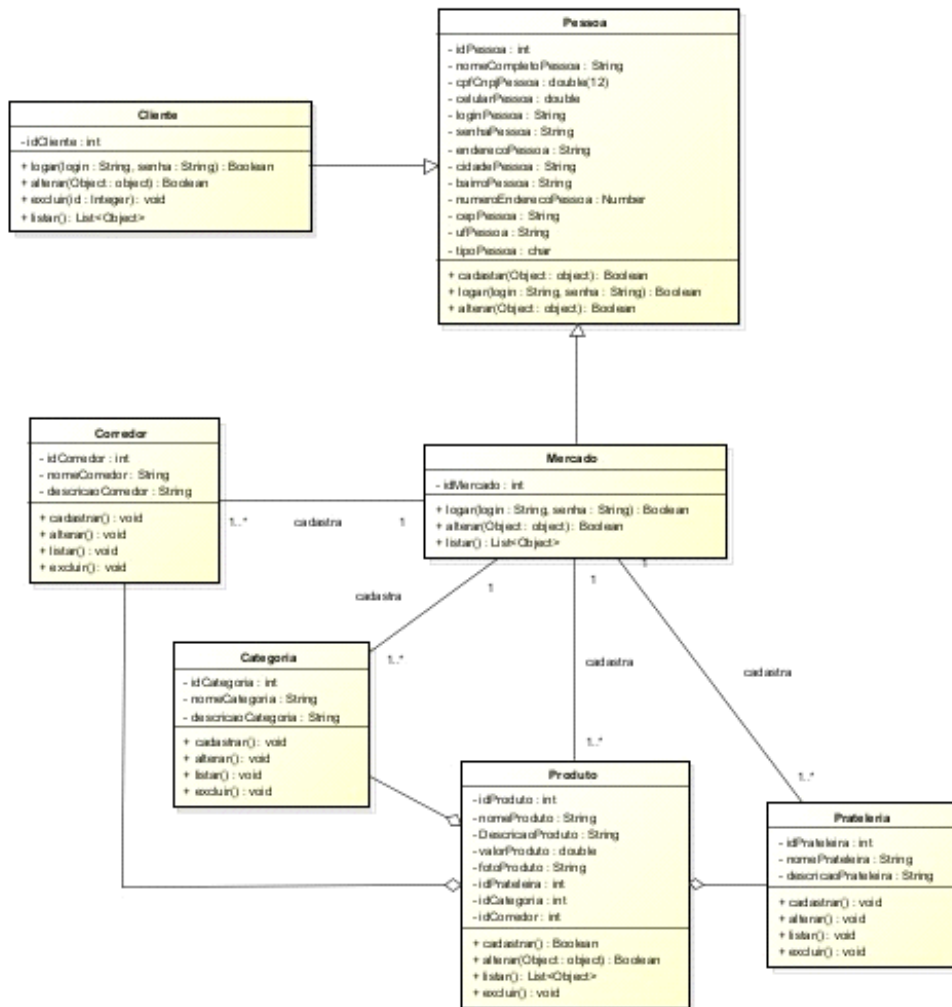 Pessoa
- idPessoa : int
- nomeCompletoPessoa : String
- cpfCnpjPessoa : double(12)
- celularPessoa : double
- loginPessoa : String
- senhaPessoa : String
- enderecoPessoa : String
- cidadePessoa : String
- bairroPessoa : String
- numeroEnderecoPessoa : Number
- cepPessoa : String
- ufPessoa : String
- tipoPessoa : char
+ cadastar(Object : object) : Boolean
+ logar(login : String, senha : String) : Boolean
+ alterar(Object : object) : Boolean
Cliente
- idCliente : int
+ logar(login : String, senha : String) : Boolean
+ alterar(Object : object) : Boolean
+ excluir(id : Integer) : void
+ listar() : List<Object>
Corredor
- idCorredor : int
- nomeCorredor : String
- descricaoCorredor : String
+ cadastrar() : void
+ alterar() : void
+ listar() : void
+ excluir() : void
1..*
cadastra
1
Mercado
- idMercado : int
+ logar(login : String, senha : String) : Boolean
+ alterar(Object : object) : Boolean
+ listar() : List<Object>
cadastra
1
1..*
1
cadastra
1..*
1
cadastra
1..*
Categoria
- idCategoria : int
- nomeCategoria : String
- descricaoCategoria : String
+ cadastrar() : void
+ alterar() : void
+ listar() : void
+ excluir() : void
Produto
- idProduto : int
- nomeProduto : String
- DescricaoProduto : String
- valorProduto : double
- fotoProduto : String
- idPrateleira : int
- idCategoria : int
- idCorredor : int
+ cadastrar() : Boolean
+ alterar(Object : object) : Boolean
+ listar() : List<Object>
+ excluir() : void
Prateleria
- idPrateleira : int
- nomePrateleira : String
- descricaoPrateleira : String
+ cadastrar() : void
+ alterar() : void
+ listar() : void
+ excluir() : void